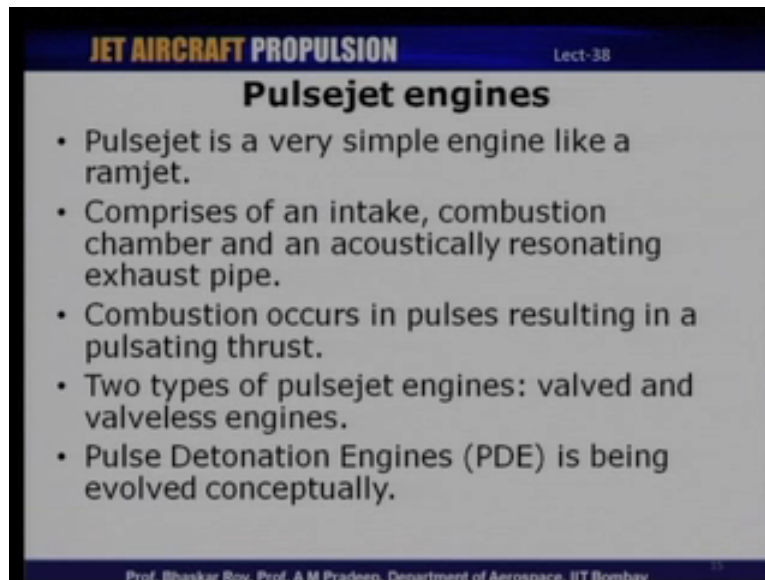 JET AIRCRAFT PROPULSION Lect-38
Pulsejet engines
• Pulsejet is a very simple engine like a
ramjet.
• Comprises of an intake, combustion
chamber and an acoustically resonating
exhaust pipe.
• Combustion occurs in pulses resulting in a
pulsating thrust.
• Two types of pulsejet engines: valved and
valveless engines.
• Pulse Detonation Engines (PDE) is being
evolved conceptually.
15
Prof. Bhaskar Roy, Prof. A M Pradeep, Department of Aerospace, IIT Bombay